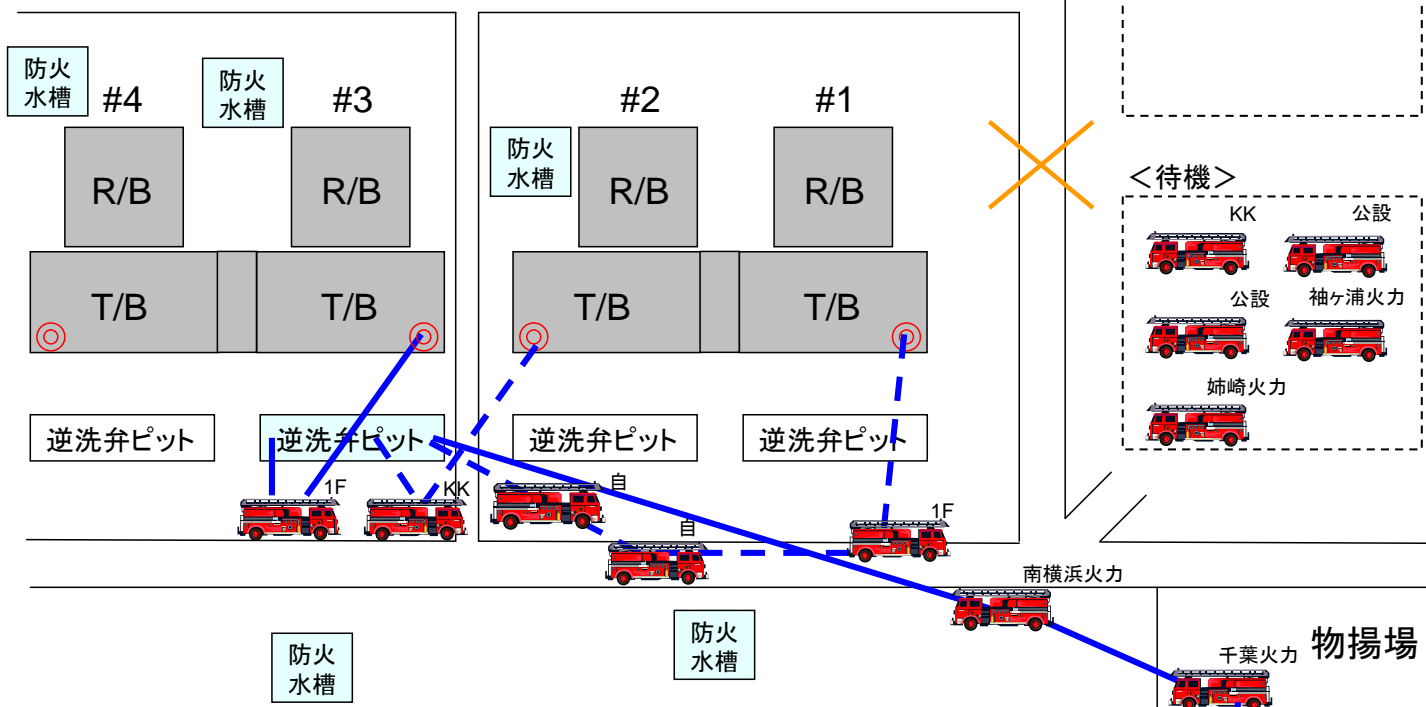 防火
水槽
#4
防火
水槽
#3
#2
#1
防火
水槽
R/B
R/B
R/B
R/B
<待機>
KK
公設
T/B
T/B
T/B
T/B
公設
袖ヶ浦火力
姉崎火力
逆洗弁ピット
逆洗弁ピット
逆洗弁ピット
逆洗弁ピット
1F
KK
自
自
1F
南横浜火力
防火
水槽
防火
水槽
千葉火力
物揚場